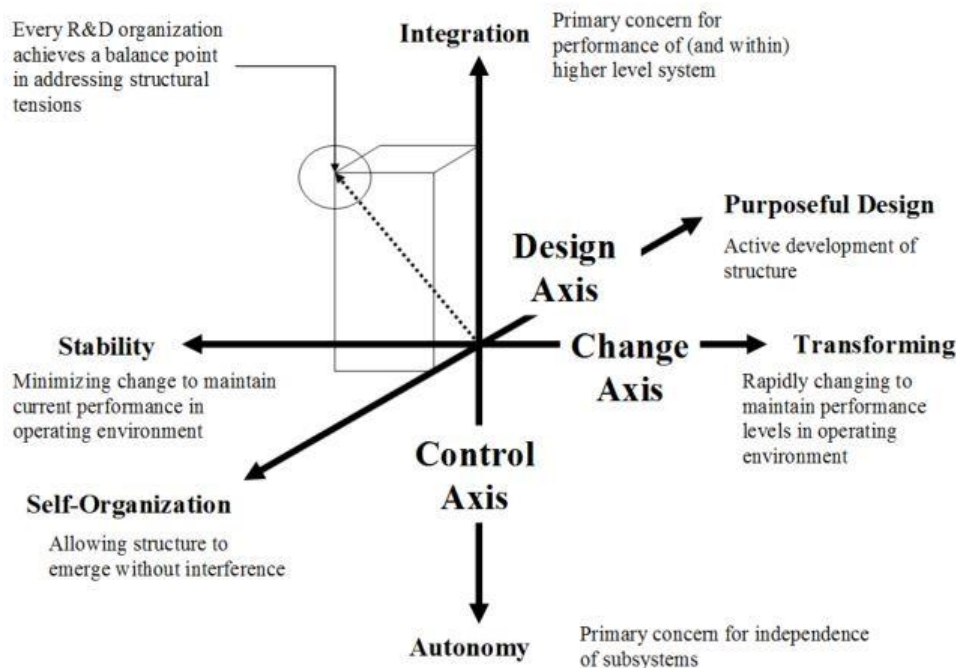 Every R&D organization
achieves a balance point
in addressing structural
tensions
Integration
Primary concern for
performance of (and within)
higher level system
Purposeful Design
Active development of
structure
Design
Axis
Stability
Minimizing change to maintain
current performance in
operating environment
Change
Axis
Transforming
Rapidly changing to
maintain performance
levels in operating
environment
Control
Axis
Self-Organization
Allowing structure to
emerge without interference
Autonomy
Primary concern for independence
of subsystems